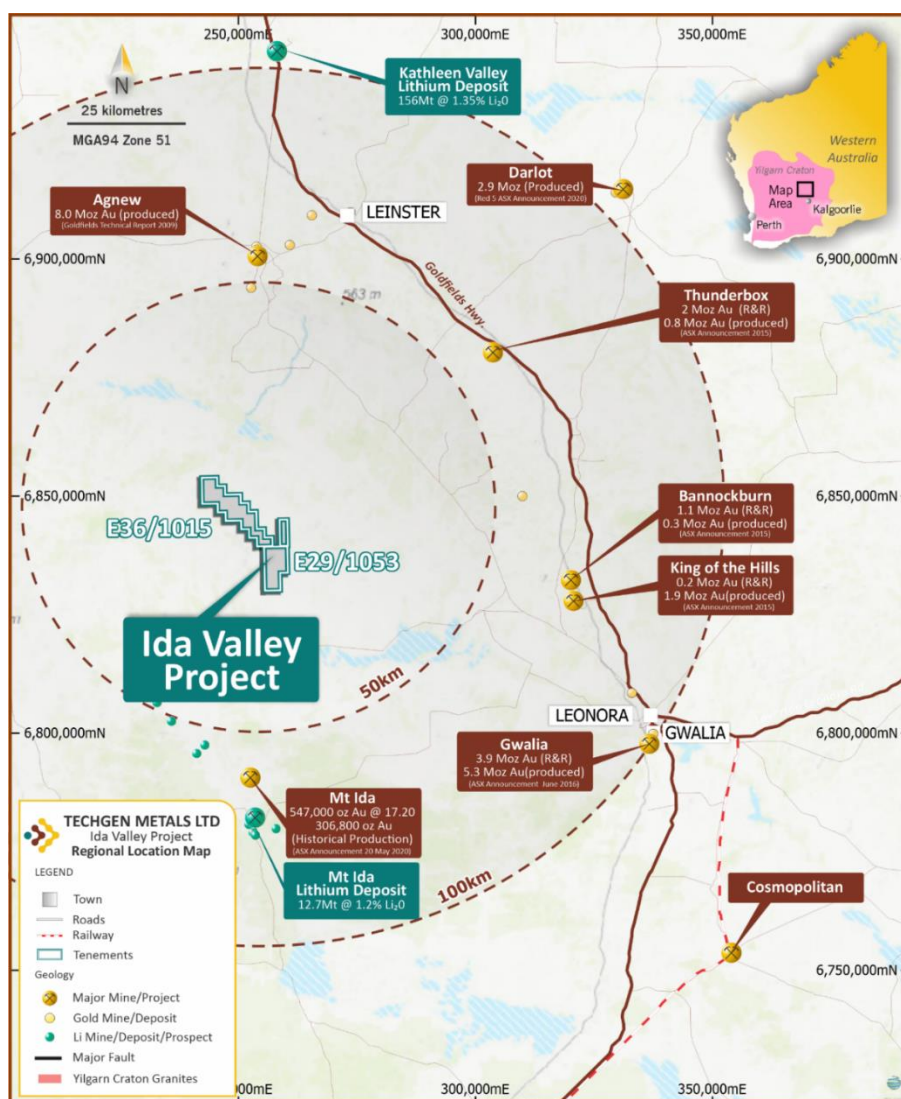 250,000mE
300,000mE
350,000mE
N
25 kilometres
MGA94 Zone 51
Kathleen Valley
Lithium Deposit
156Mt @ 1.35% Li₂0
Western
Australia
Yilgarn Craton
Map
Area
Kalgoorlie
Perth
Darlot
2.9 Moz (Produced)
(Red 5 ASX Announcement 2020)
Agnew
8.0 Moz Au (produced)
(Goldfields Technical Report 2009)
LEINSTER
6,900,000mN
6,900,000mN
Goldfields Hwy
563 m
Thunderbox
2 Moz Au (R&R)
0.8 Moz Au (produced)
(ASX Announcement 2015)
6,850,000mN
6,850,000mN
E36/1015
E29/1053
Bannockburn
1.1 Moz Au (R&R)
0.3 Moz Au (produced)
(ASX Announcement 2015)
King of the Hills
0.2 Moz Au (R&R)
1.9 Moz Au(produced)
(ASX Announcement 2015)
Ida Valley
Project
50km
LEONORA
GWALIA
6,800,000mN
6,800,000mN
Gwalia
3.9 Moz Au (R&R)
5.3 Moz Au(produced)
(ASX Announcement June 2016)
Mt Ida
547,000 oz Au @ 17.20
306,800 oz Au
(Historical Production)
(ASX Announcement 20 May 2020)
Mt Ida
Lithium Deposit
12.7Mt @ 1.2% Li₂0
100km
Cosmopolitan
6,750,000mN
TECHGEN METALS LTD
Ida Valley Project
Regional Location Map
LEGEND
Town
Roads
Railway
Tenements
Geology
Major Mine/Project
Gold Mine/Deposit
Li Mine/Deposit/Prospect
Major Fault
Yilgarn Craton Granites
300,000mE
350,000mE